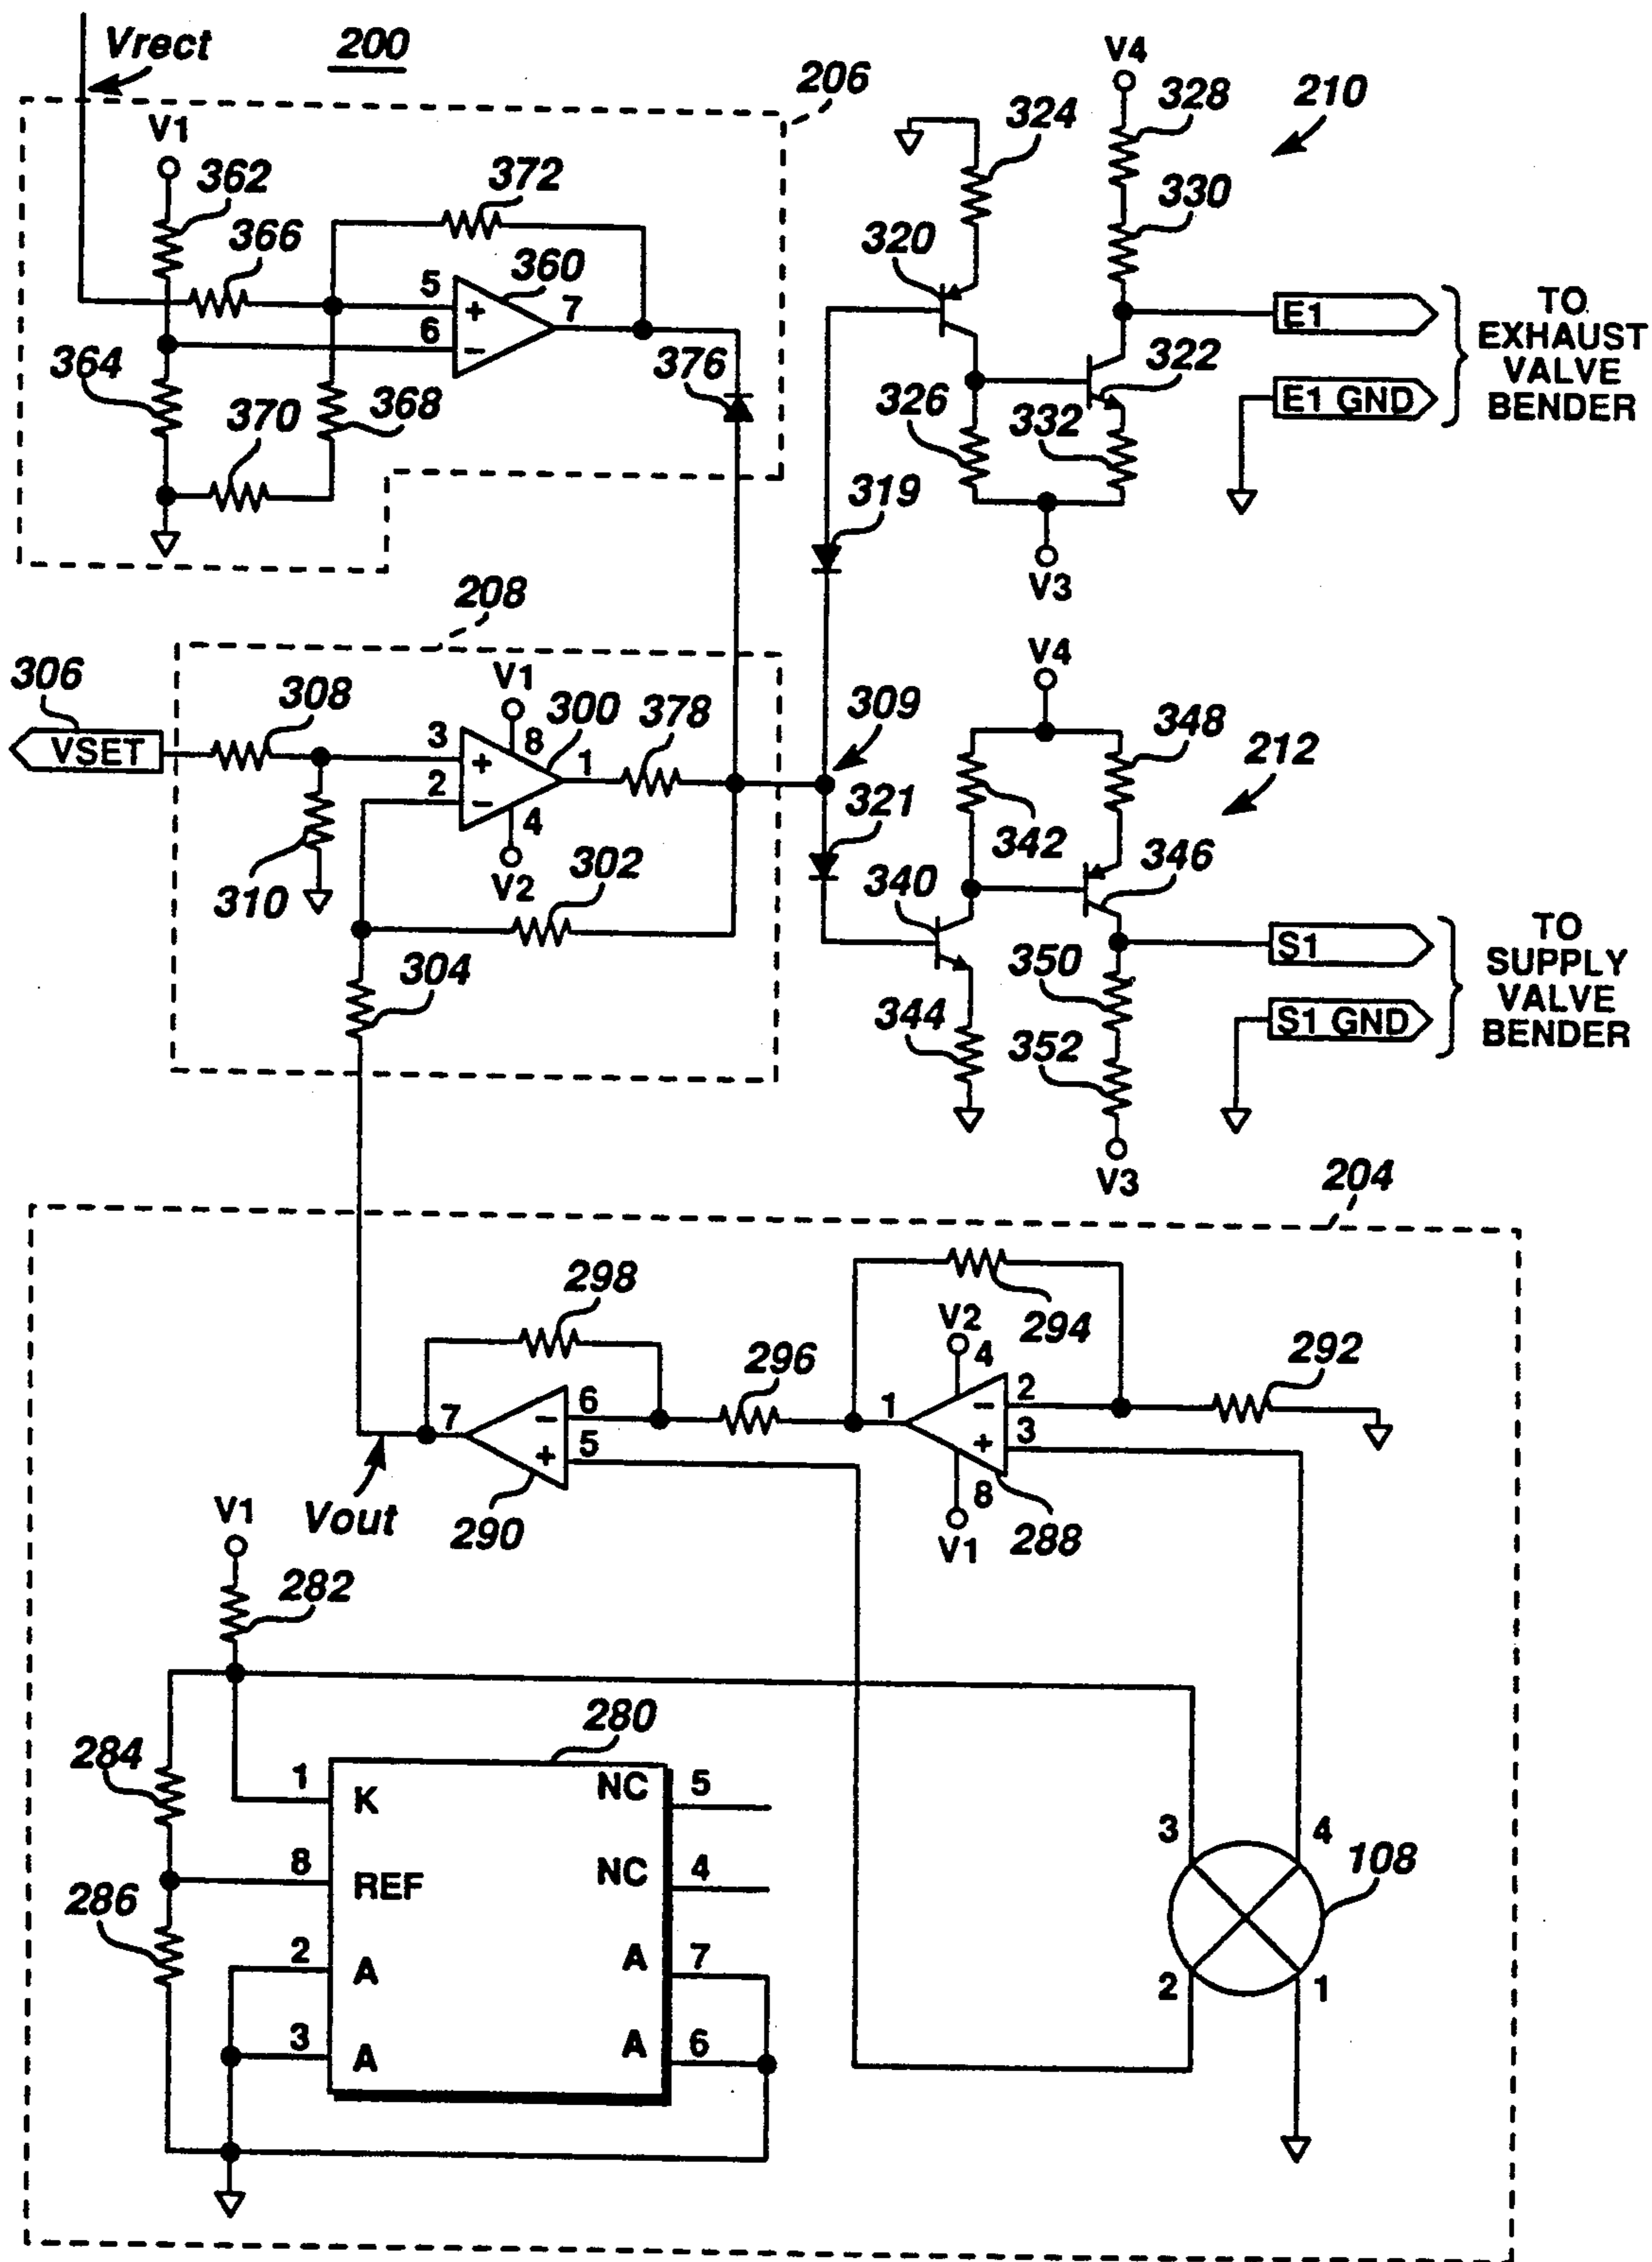 Vrect
200
206
V4
328
210
324
V1
362
372
330
366
320
360
5
+
7
6
-
E1
TO
EXHAUST
VALVE
BENDER
364
376
322
E1 GND
370
368
326
332
319
208
V3
306
308
V1
300
378
309
V4
348
212
VSET
3
+
8
1
2
-
4
321
342
346
310
V2
302
340
S1
TO
SUPPLY
VALVE
BENDER
304
350
344
352
S1 GND
V3
204
298
294
V2
4
292
296
7
6
-
1
-
2
+
5
+
3
V1
Vout
290
8
V1
288
282
280
284
1
K
NC
5
3
4
108
8
REF
NC
4
286
2
A
A
7
2
1
3
A
A
6